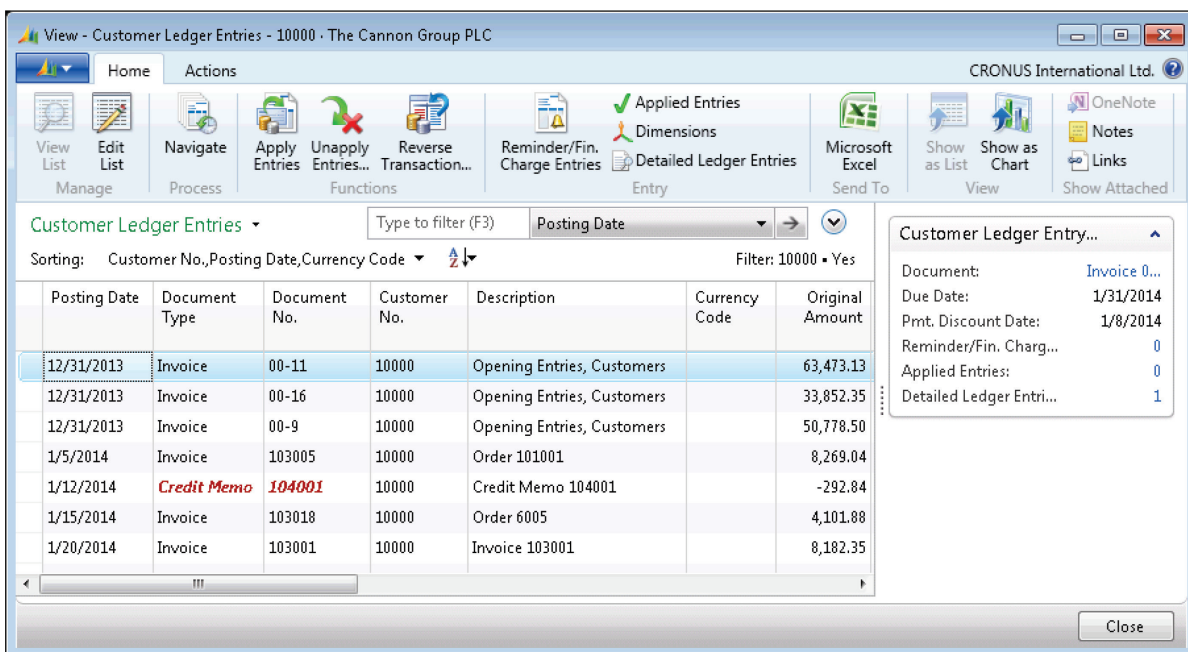 View - Customer Ledger Entries - 10000 · The Cannon Group PLC
Home Actions CRONUS International Ltd.
View List
Edit List
Navigate
Apply Entries
Unapply Entries...
Reverse Transaction...
Reminder/Fin. Charge Entries
Applied Entries
Dimensions
Detailed Ledger Entries
Microsoft Excel
Show as List
Show as Chart
OneNote
Notes
Links
Manage Process Functions Entry Send To View Show Attached
Customer Ledger Entries Type to filter (F3) Posting Date
Sorting: Customer No.,Posting Date,Currency Code Filter: 10000 • Yes
Posting Date Document Type Document No. Customer No. Description Currency Code Original Amount
12/31/2013 Invoice 00-11 10000 Opening Entries, Customers 63,473.13
12/31/2013 Invoice 00-16 10000 Opening Entries, Customers 33,852.35
12/31/2013 Invoice 00-9 10000 Opening Entries, Customers 50,778.50
1/5/2014 Invoice 103005 10000 Order 101001 8,269.04
1/12/2014 Credit Memo 104001 10000 Credit Memo 104001 -292.84
1/15/2014 Invoice 103018 10000 Order 6005 4,101.88
1/20/2014 Invoice 103001 10000 Invoice 103001 8,182.35
Customer Ledger Entry...
Document: Invoice 0...
Due Date: 1/31/2014
Pmt. Discount Date: 1/8/2014
Reminder/Fin. Charg... 0
Applied Entries: 0
Detailed Ledger Entri... 1
Close